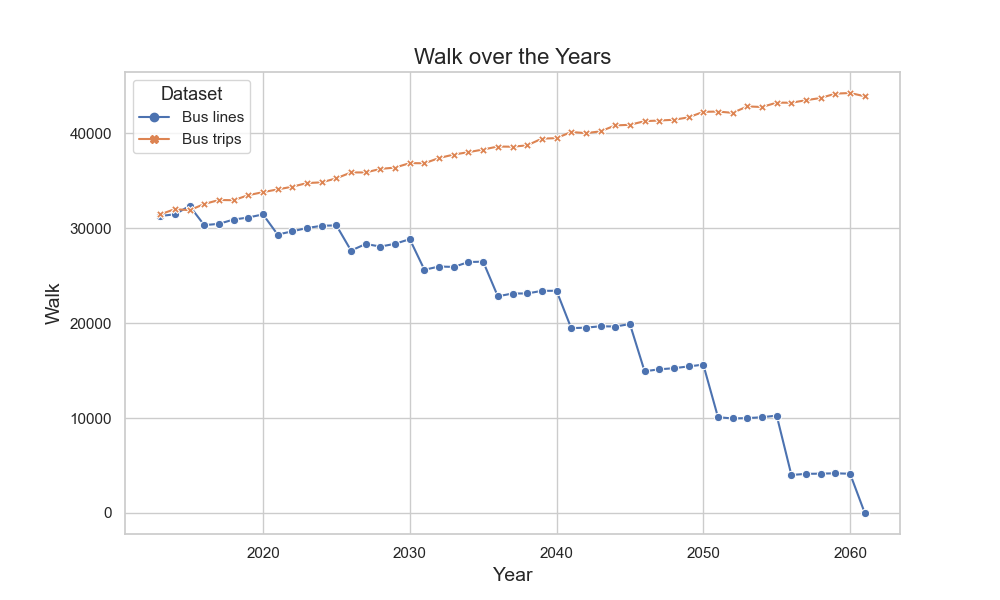 Walk over the Years
Dataset
Bus lines
Bus trips
Walk
40000
30000
20000
10000
0
2020 2030 2040 2050 2060
Year